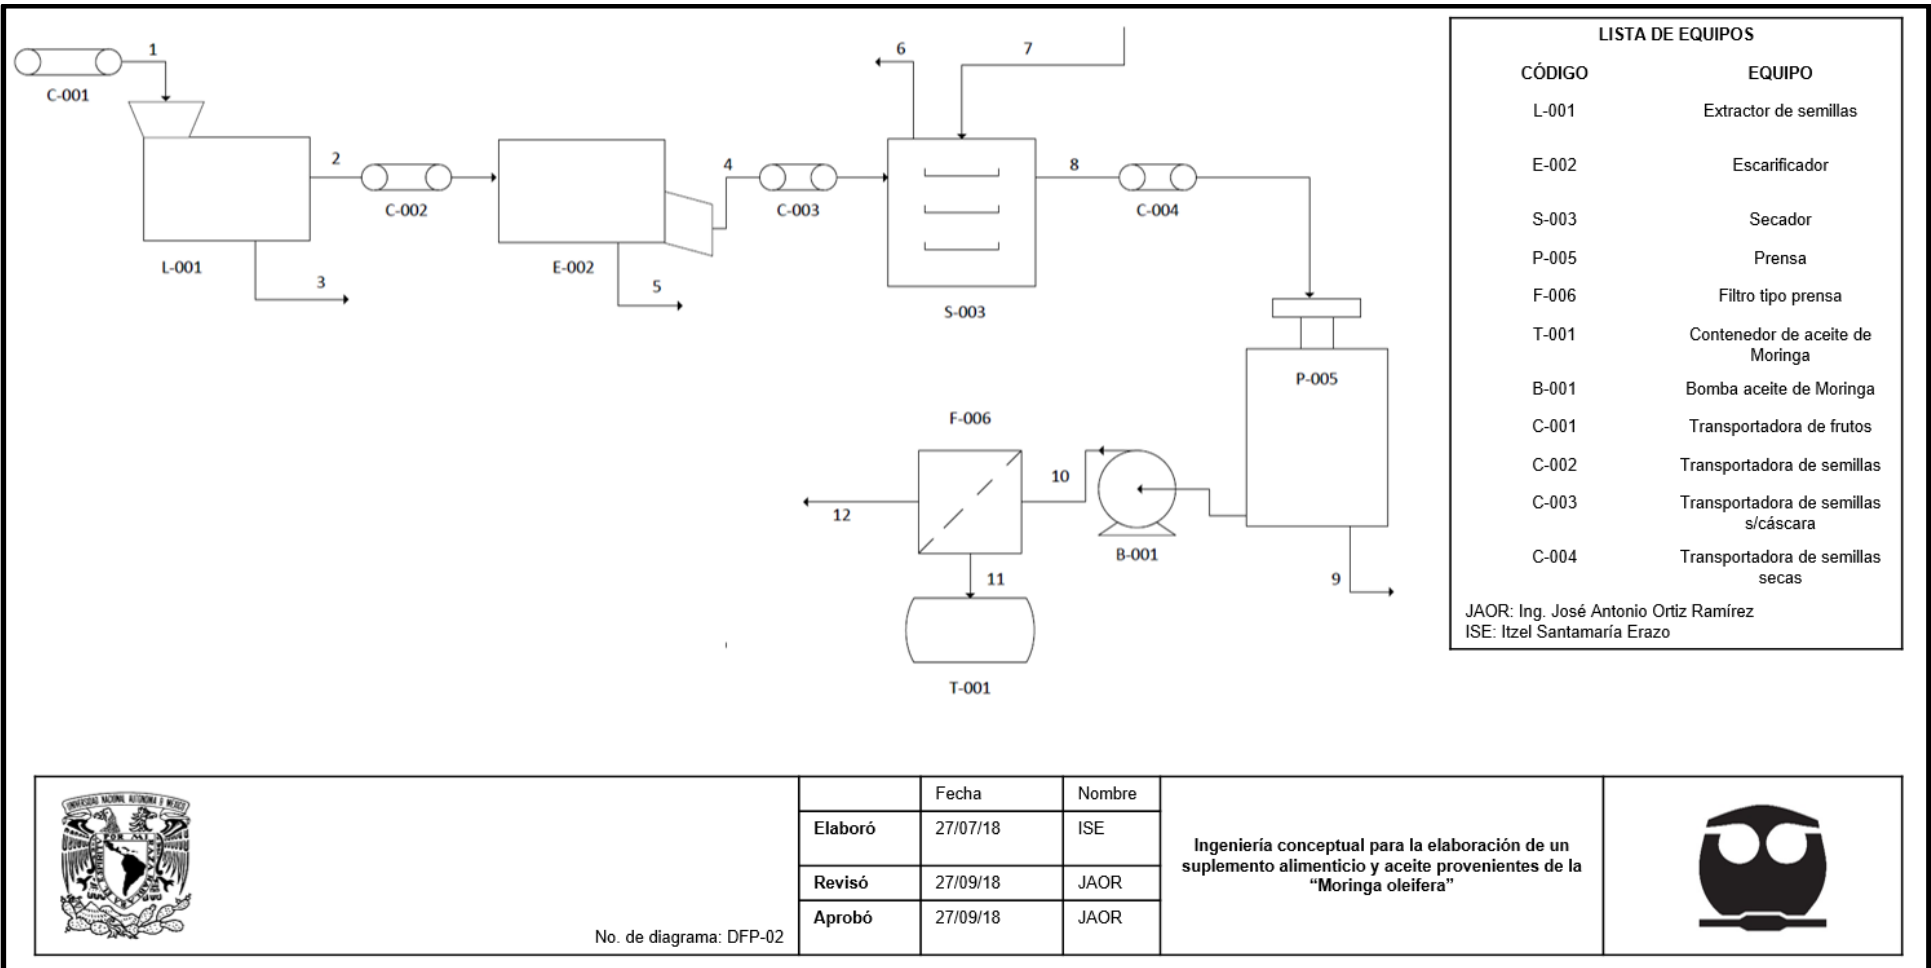 1
C-001
2
C-002
L-001
3
4
E-002
5
C-003
6
7
S-003
8
C-004
P-005
F-006
10
B-001
9
12
11
T-001
LISTA DE EQUIPOS
CÓDIGO EQUIPO
L-001 Extractor de semillas
E-002 Escarificador
S-003 Secador
P-005 Prensa
F-006 Filtro tipo prensa
T-001 Contenedor de aceite de
Moringa
B-001 Bomba aceite de Moringa
C-001 Transportadora de frutos
C-002 Transportadora de semillas
C-003 Transportadora de semillas
s/cáscara
C-004 Transportadora de semillas
secas
JAOR: Ing. José Antonio Ortiz Ramírez
ISE: Itzel Santamaría Erazo
No. de diagrama: DFP-02
Fecha Nombre
Elaboró 27/07/18 ISE
Revisó 27/09/18 JAOR
Aprobó 27/09/18 JAOR
Ingeniería conceptual para la elaboración de un
suplemento alimenticio y aceite provenientes de la
“Moringa oleifera”